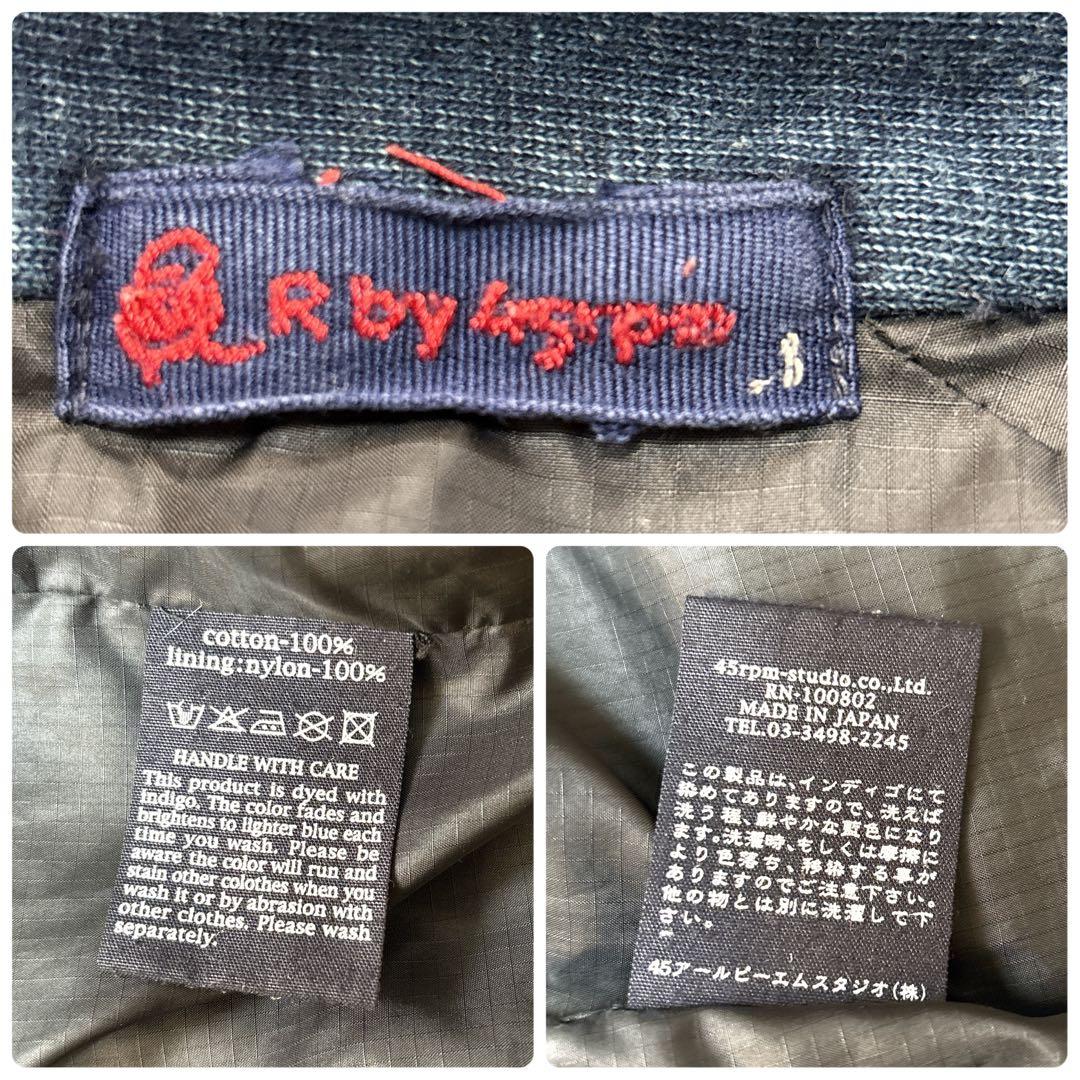 R by 45rpm
cotton-100%
lining:nylon-100%
HANDLE WITH CARE
This product is dyed with
Indigo. The color fades and
brightens to lighter blue each
time you wash. Please be
aware the color will run and
stain other colothes when you
wash it or by abrasion with
other clothes. Please wash
separately.
45rpm-studio.co.,Ltd.
RN-100802
MADE IN JAPAN
TEL.03-3498-2245
この製品は、インディゴにて
染めてありますので、洗えば
洗う程、鮮やかな藍色になり
ます。洗濯時、もしくは摩擦に
より色落ち、移染する事が
ありますのでご注意下さい。
他の物とは別に洗濯して下
さい。
45アールピーエムスタジオ(株)